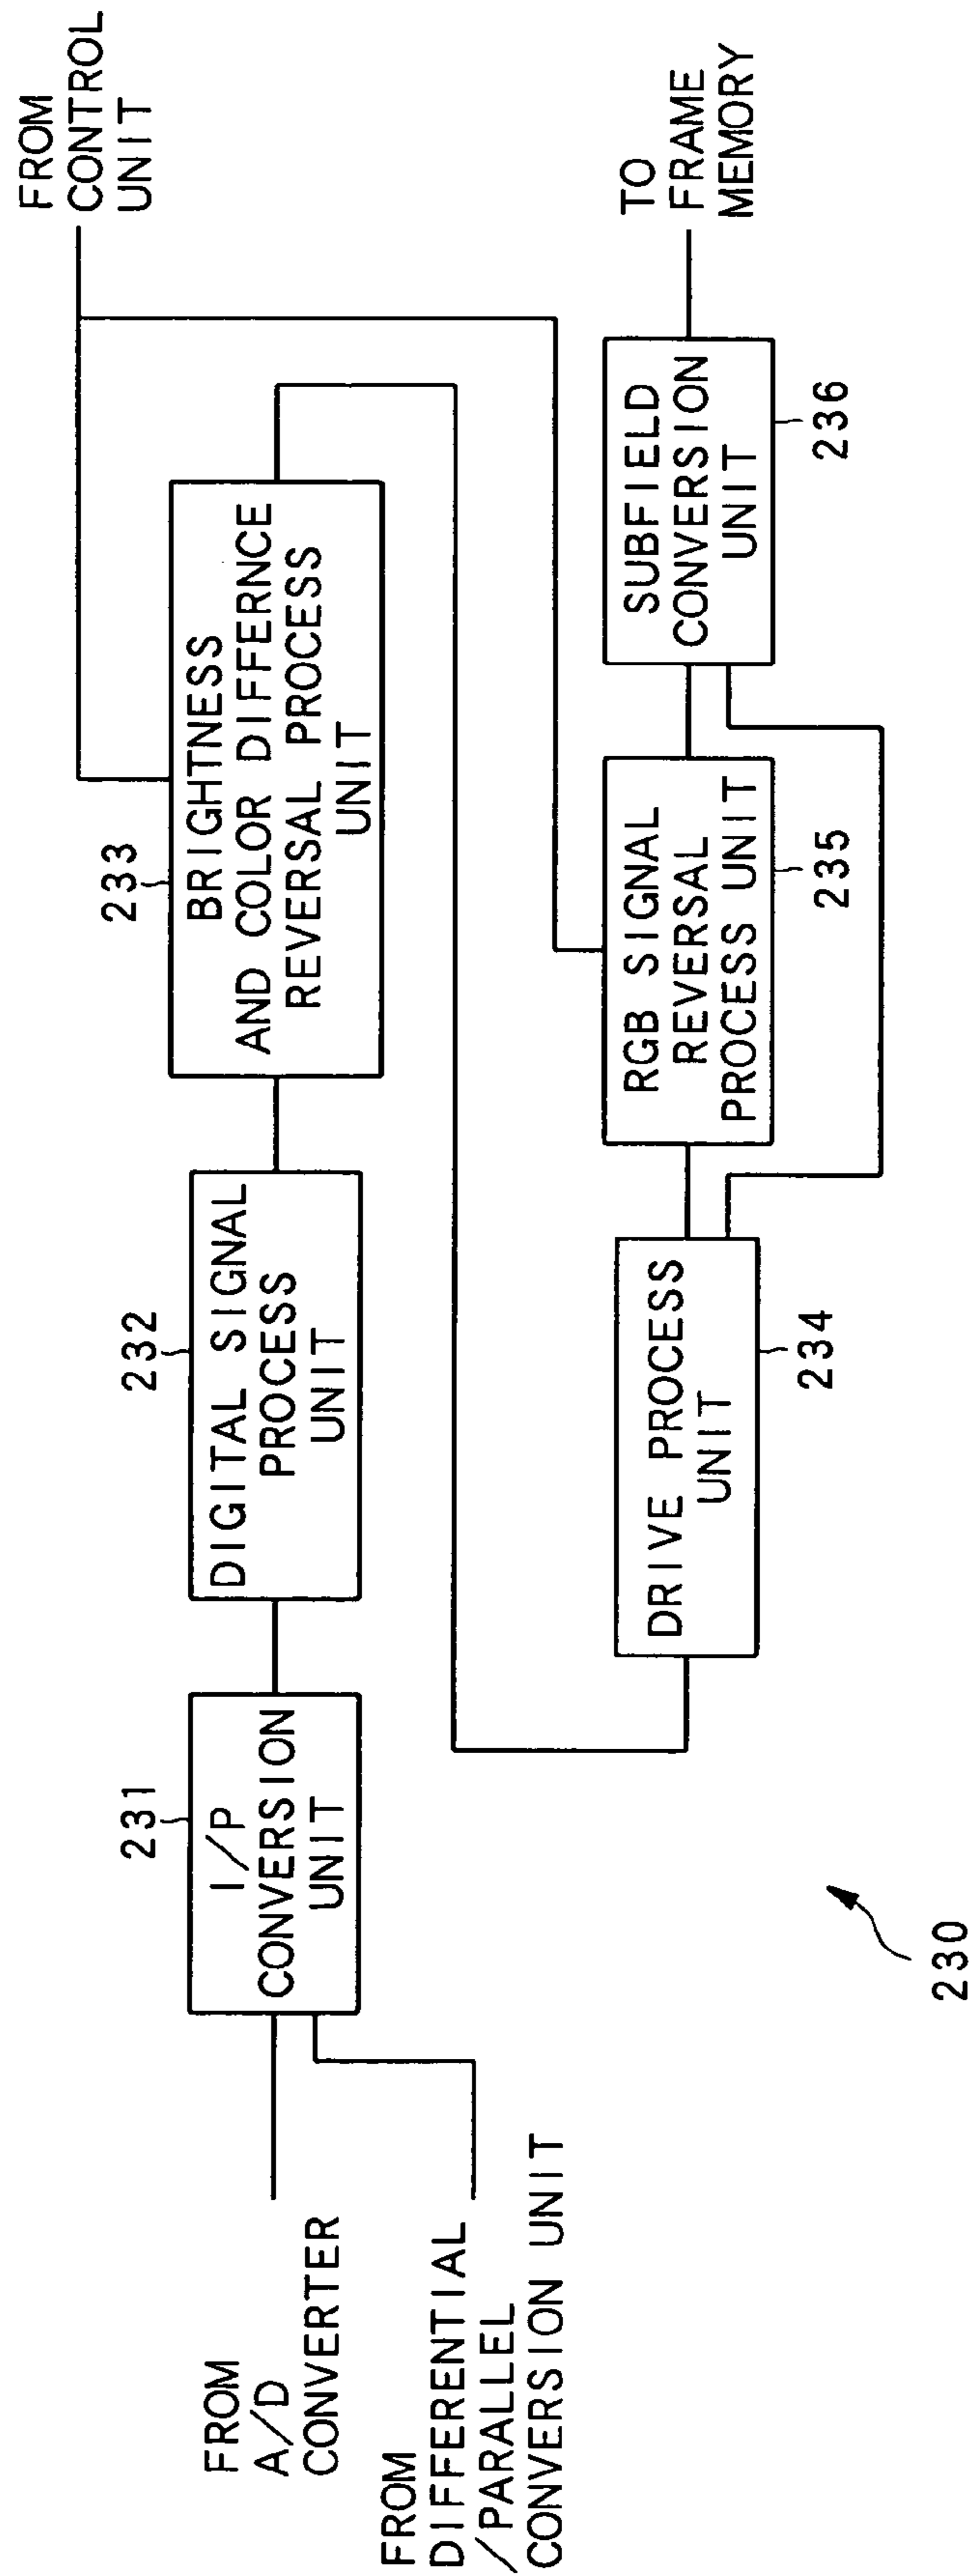 FROM
CONTROL
UNIT
233
BRIGHTNESS
AND COLOR DIFFERNCE
REVERSAL PROCESS
UNIT
232
DIGITAL SIGNAL
PROCESS
UNIT
231
I/P
CONVERSION
UNIT
FROM
A/D
CONVERTER
FROM
DIFFERENTIAL
/PARALLEL
CONVERSION UNIT
DRIVE PROCESS
UNIT
234
RGB SIGNAL
REVERSAL
PROCESS UNIT
235
SUBFIELD
CONVERSION
UNIT
236
TO
FRAME
MEMORY
230